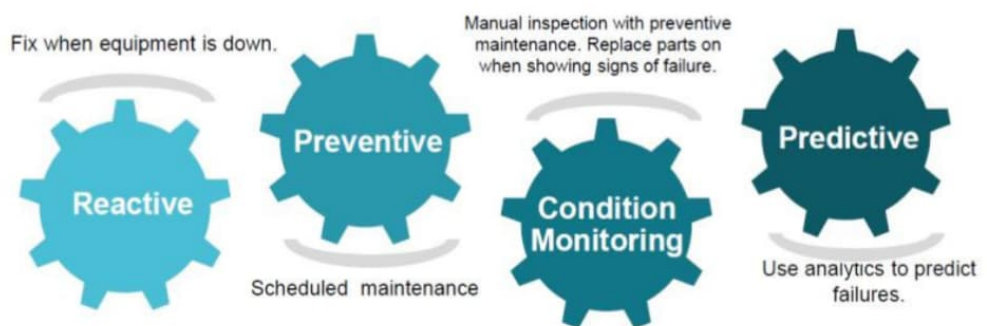 Fix when equipment is down.
Reactive
Preventive
Scheduled maintenance
Manual inspection with preventive
maintenance. Replace parts on
when showing signs of failure.
Condition
Monitoring
Predictive
Use analytics to predict
failures.